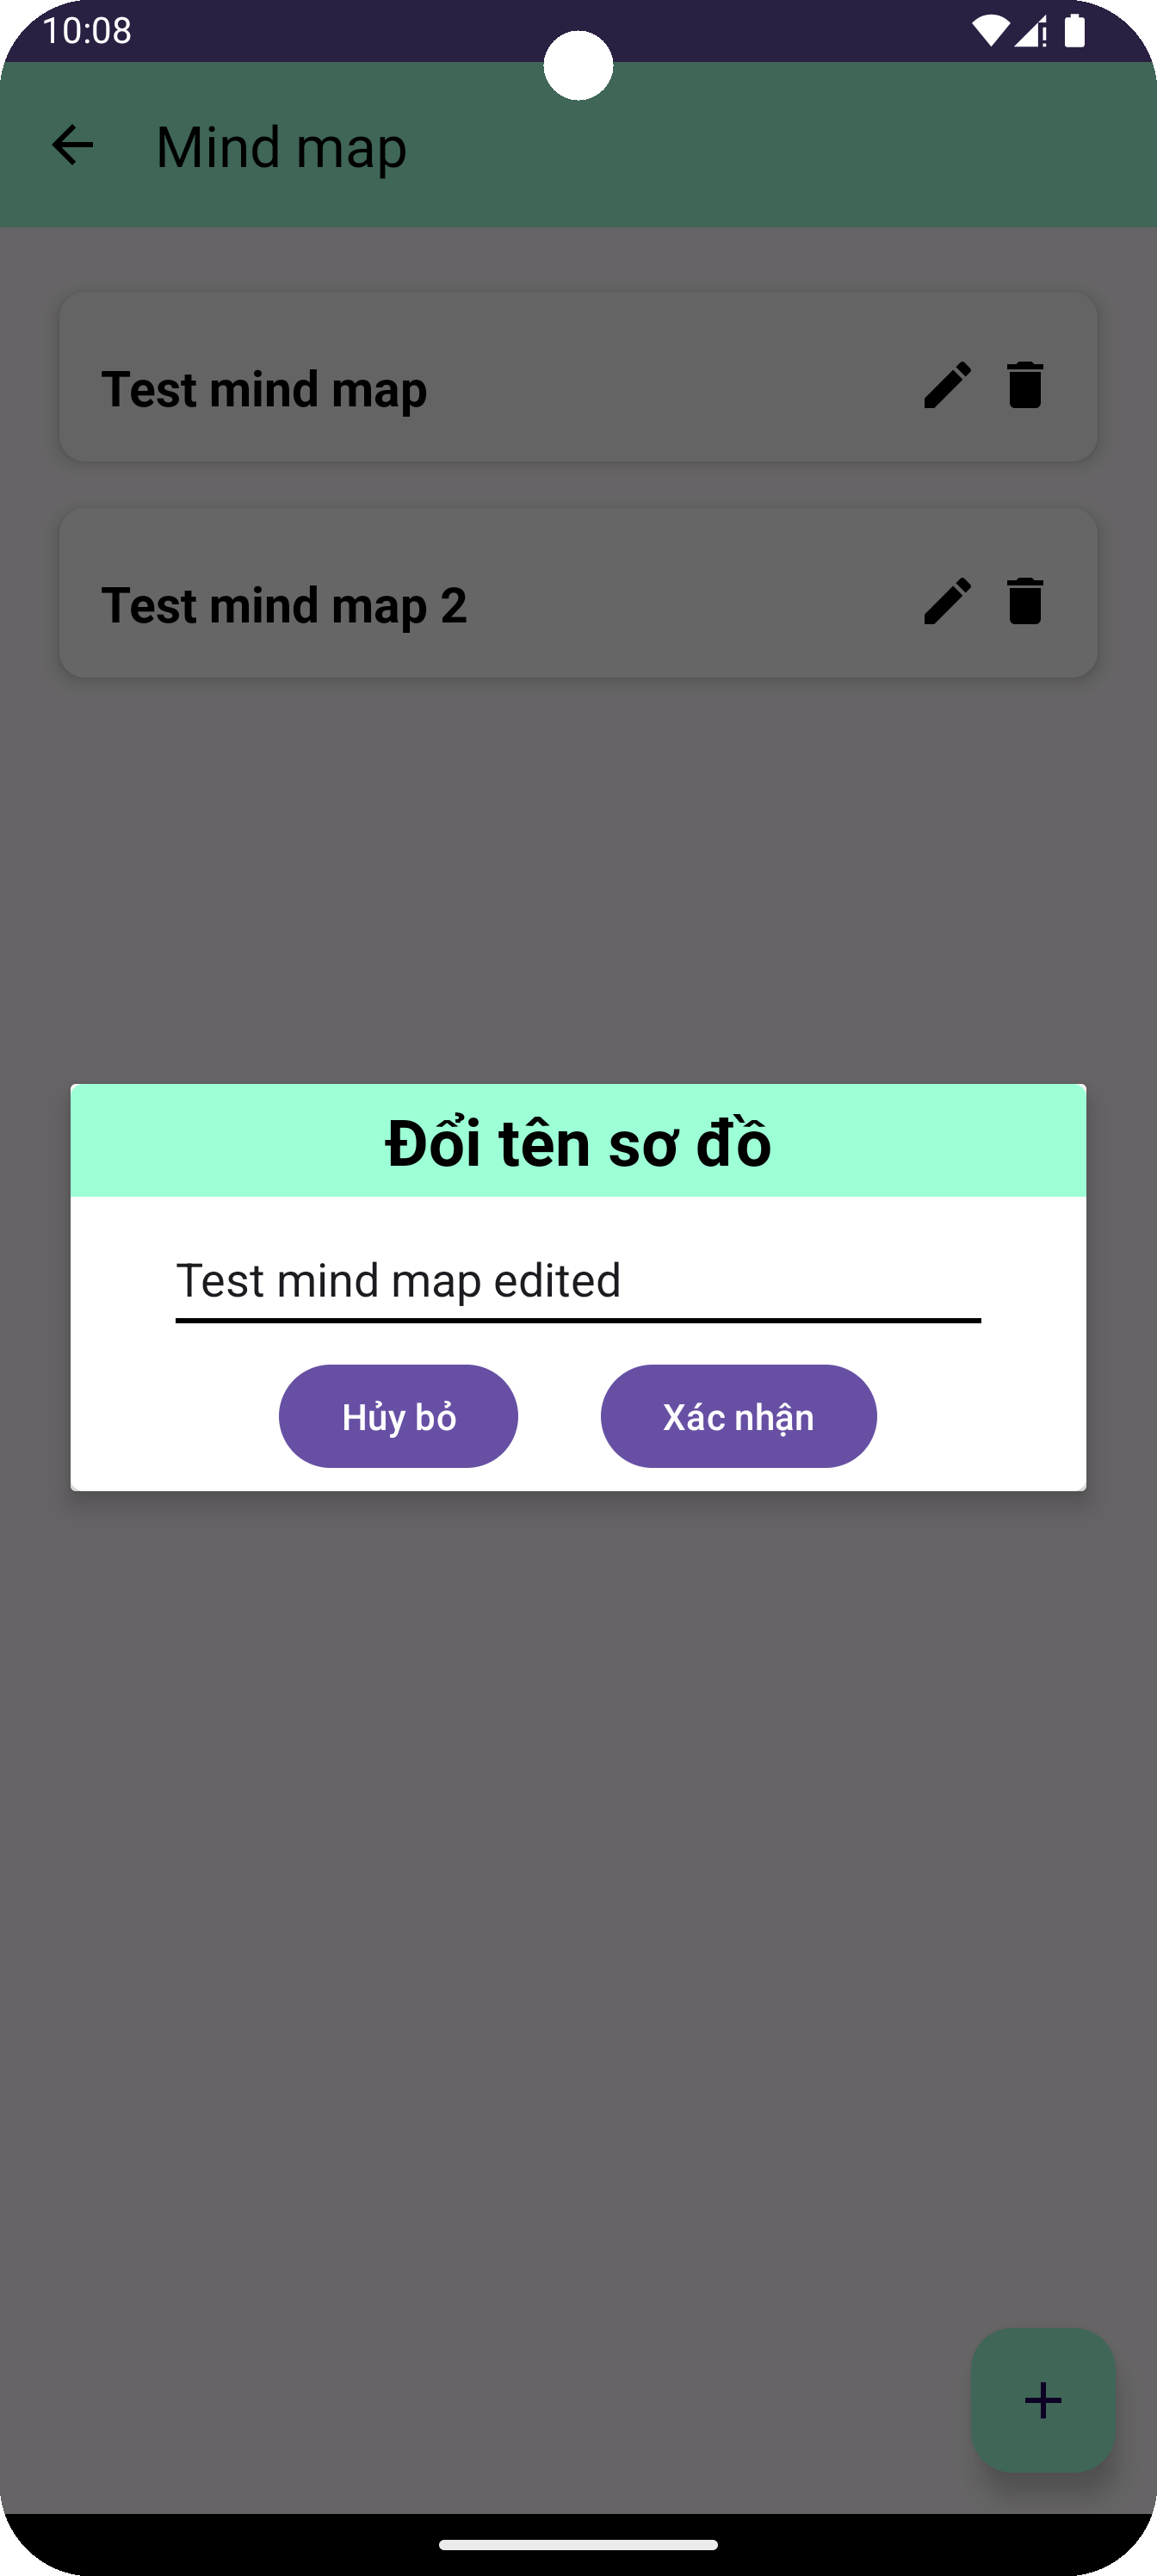 10:08
Mind map
Test mind map
Test mind map 2
Đổi tên sơ đồ
Test mind map edited
Hủy bỏ
Xác nhận